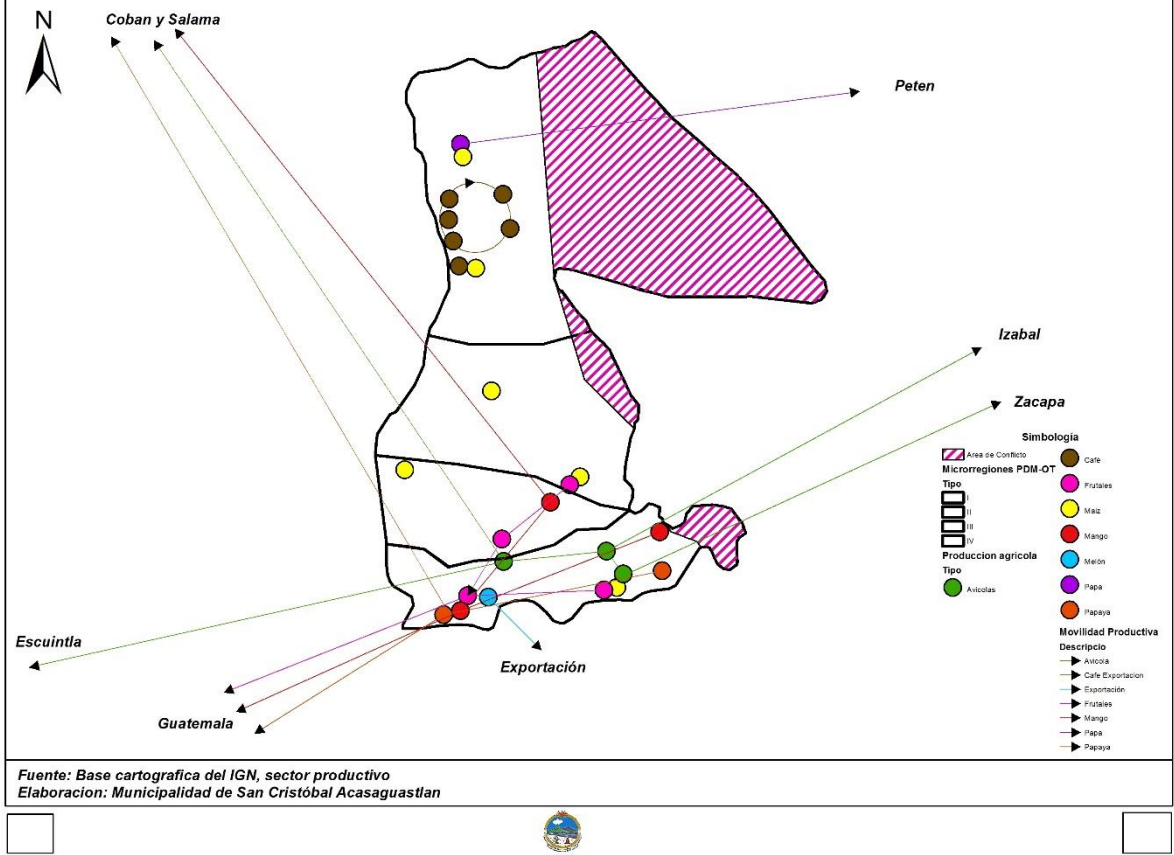 N
Coban y Salama
Peten
Izabal
Zacapa
Simbología
Area de Conflicto
Microrregiones PDM-OT
Tipo
I
II
III
IV
Produccion agricola
Tipo
Avicolas
Café
Frutales
Maiz
Mango
Melón
Papa
Papaya
Movilidad Productiva
Descripcio
Avicola
Cafe Exportacion
Exportación
Frutales
Mango
Papa
Papaya
Escuintla
Exportación
Guatemala
Fuente: Base cartografica del IGN, sector productivo
Elaboracion: Municipalidad de San Cristóbal Acasaguastlan